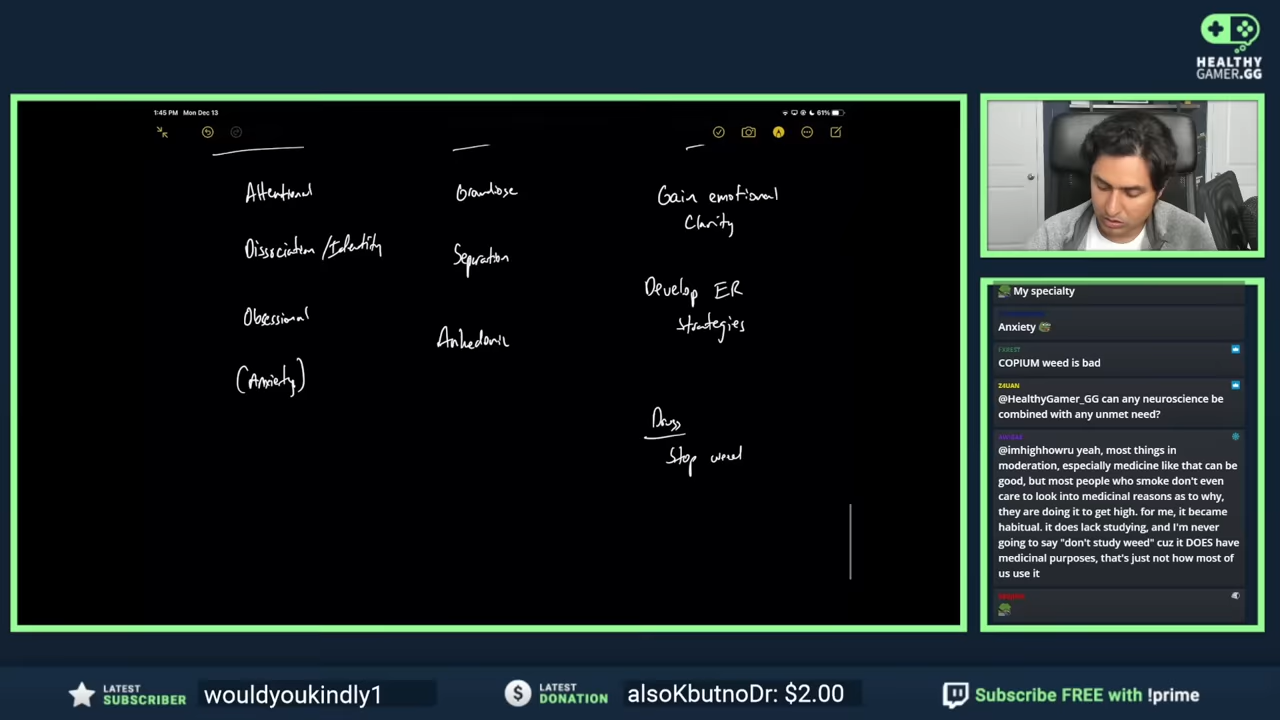 HEALTHY
GAMER.GG
1:45 PM Mon Dec 13
61%
Attentional
Grandiose
Gain emotional
Clarity
Dissociation/Identity
Separation
Develop ER
strategies
Obsessional
Anhedonic
(Anxiety)
Drugs
Stop weed
My specialty
Anxiety
COPIUM weed is bad
Z4UAN
@HealthyGamer_GG can any neuroscience be
combined with any unmet need?
@imhighhowru yeah, most things in
moderation, especially medicine like that can be
good, but most people who smoke don't even
care to look into medicinal reasons as to why,
they are doing it to get high. for me, it became
habitual. it does lack studying, and I'm never
going to say "don't study weed" cuz it DOES have
medicinal purposes, that's just not how most of
us use it
LATEST
SUBSCRIBER
wouldyoukindly1
LATEST
DONATION
alsoKbutnoDr: $2.00
Subscribe FREE with !prime